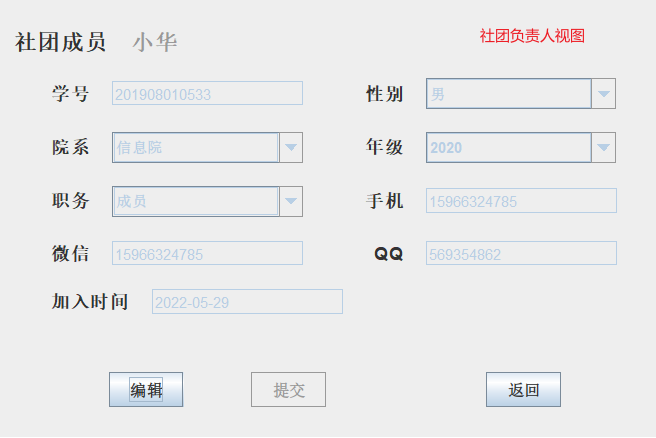 社团成员 小华 社团负责人视图
学号 201908010533 性别 男
院系 信息院 年级 2020
职务 成员 手机 15966324785
微信 15966324785 QQ 569354862
加入时间 2022-05-29
编辑 提交 返回